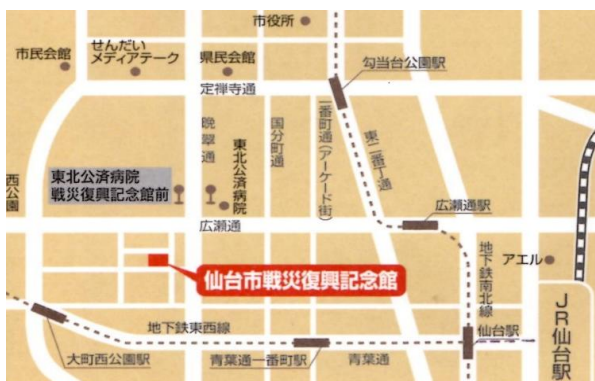 市役所
市民会館
せんだい
メディアテーク
県民会館
勾当台公園駅
定禅寺通
晩翠通
東北公済病院
国分町通
一番町通(アーケード街)
東二番丁通
西公園
東北公済病院
戦災復興記念館前
広瀬通駅
広瀬通
地下鉄南北線
アエル
仙台市戦災復興記念館
JR仙台駅
地下鉄東西線
仙台駅
大町西公園駅
青葉通一番町駅
青葉通